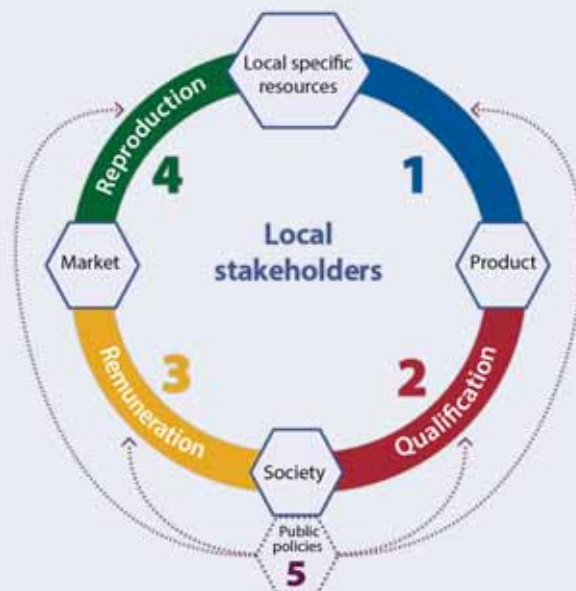 Local specific
resources
Reproduction
4
1
Market
Local
stakeholders
Product
3
2
Remuneration
Qualification
Society
Public
policies
5